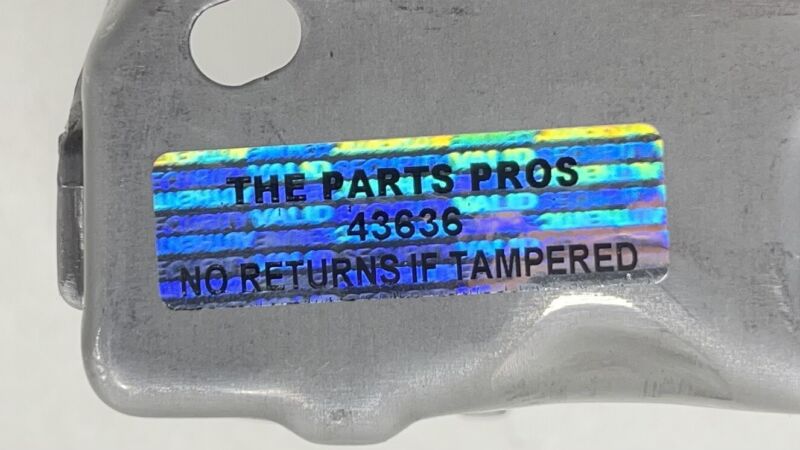 THE PARTS PROS
43636
NO RETURNS IF TAMPERED